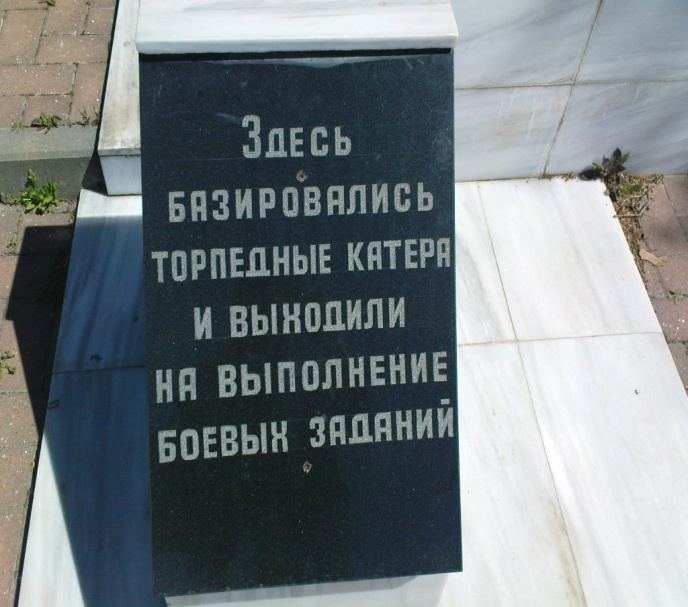 Здесь
базировались
торпедные катера
и выходили
на выполнение
боевых заданий